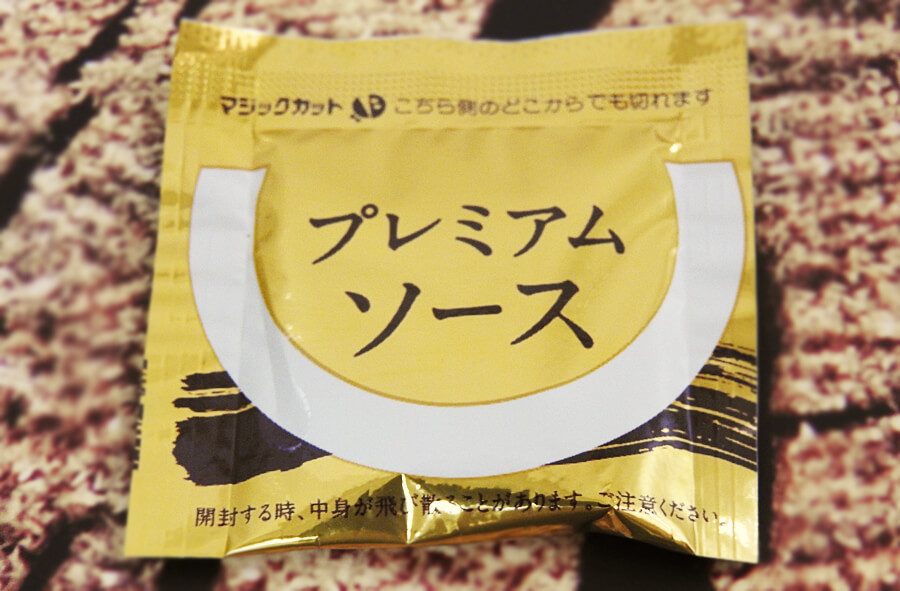 マジックカット こちら側のどこからでも切れます
プレミアム
ソース
開封する時、中身が飛び散ることがあります。ご注意ください。